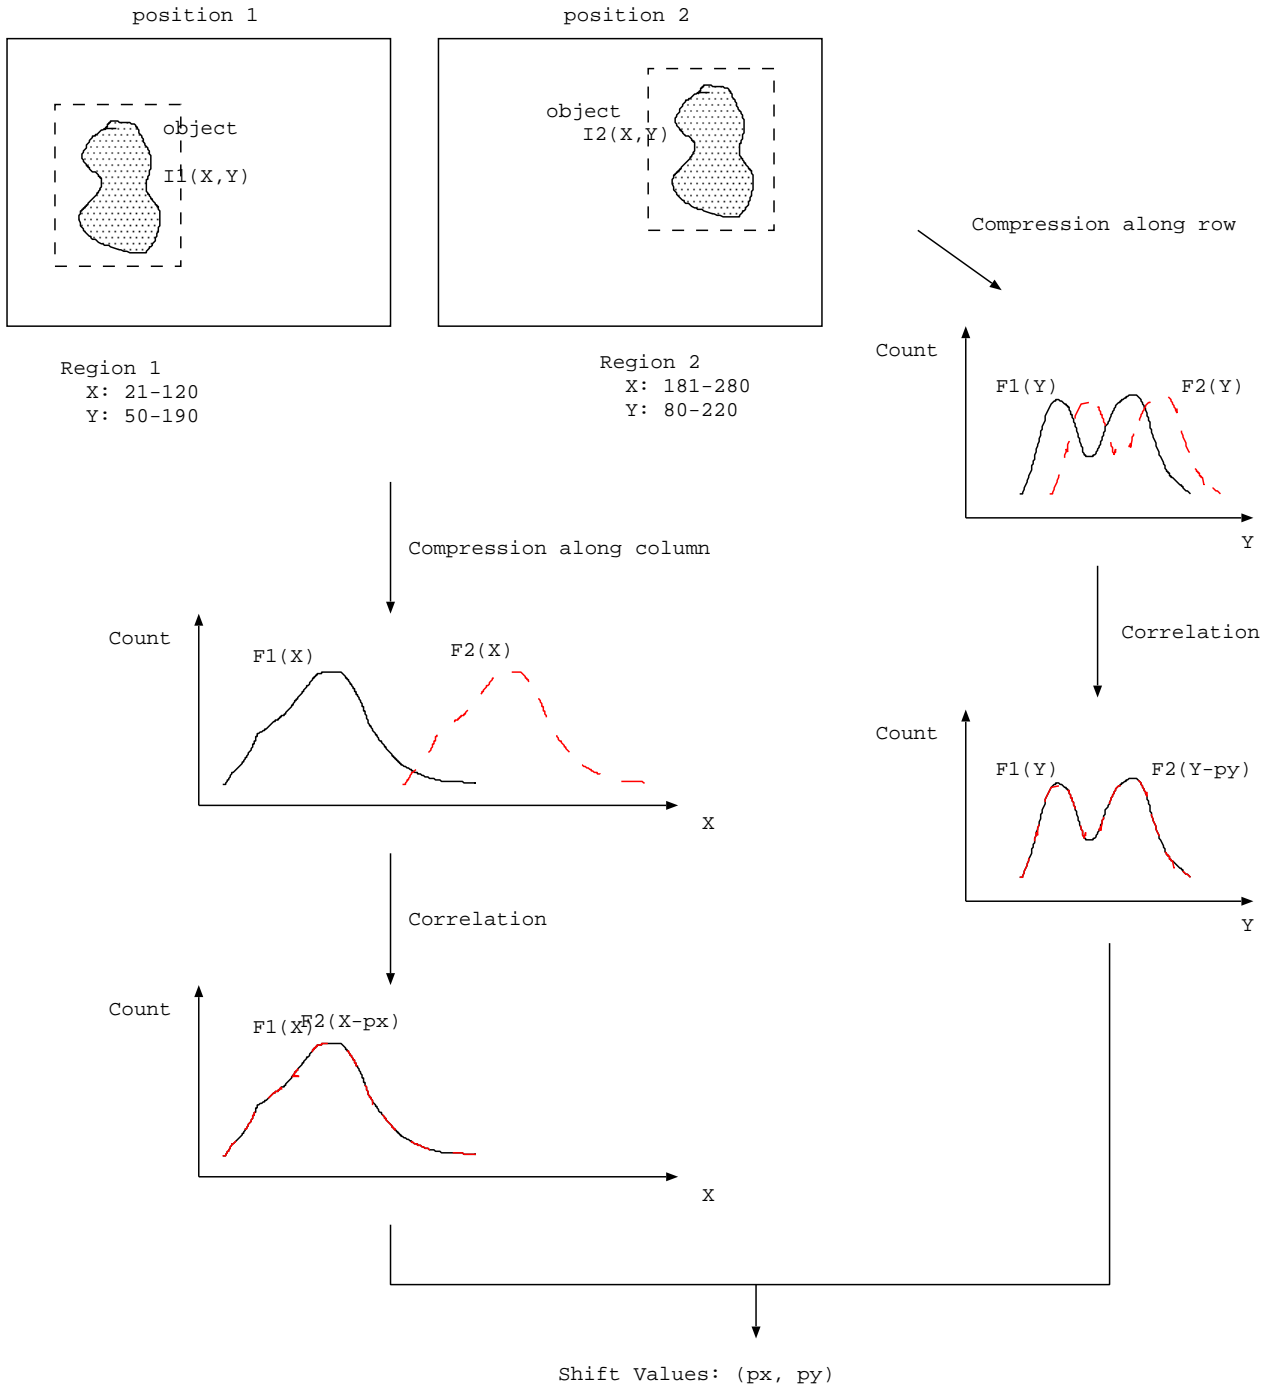 position 1
position 2
object
I1(X,Y)
object
I2(X,Y)
Compression along row
Region 1
X: 21-120
Y: 50-190
Region 2
X: 181-280
Y: 80-220
Count
F1(Y)
F2(Y)
Y
Compression along column
Correlation
Count
F1(X)
F2(X)
X
Count
F1(Y)
F2(Y-py)
Y
Correlation
Count
F1(X)
F2(X-px)
X
Shift Values: (px, py)